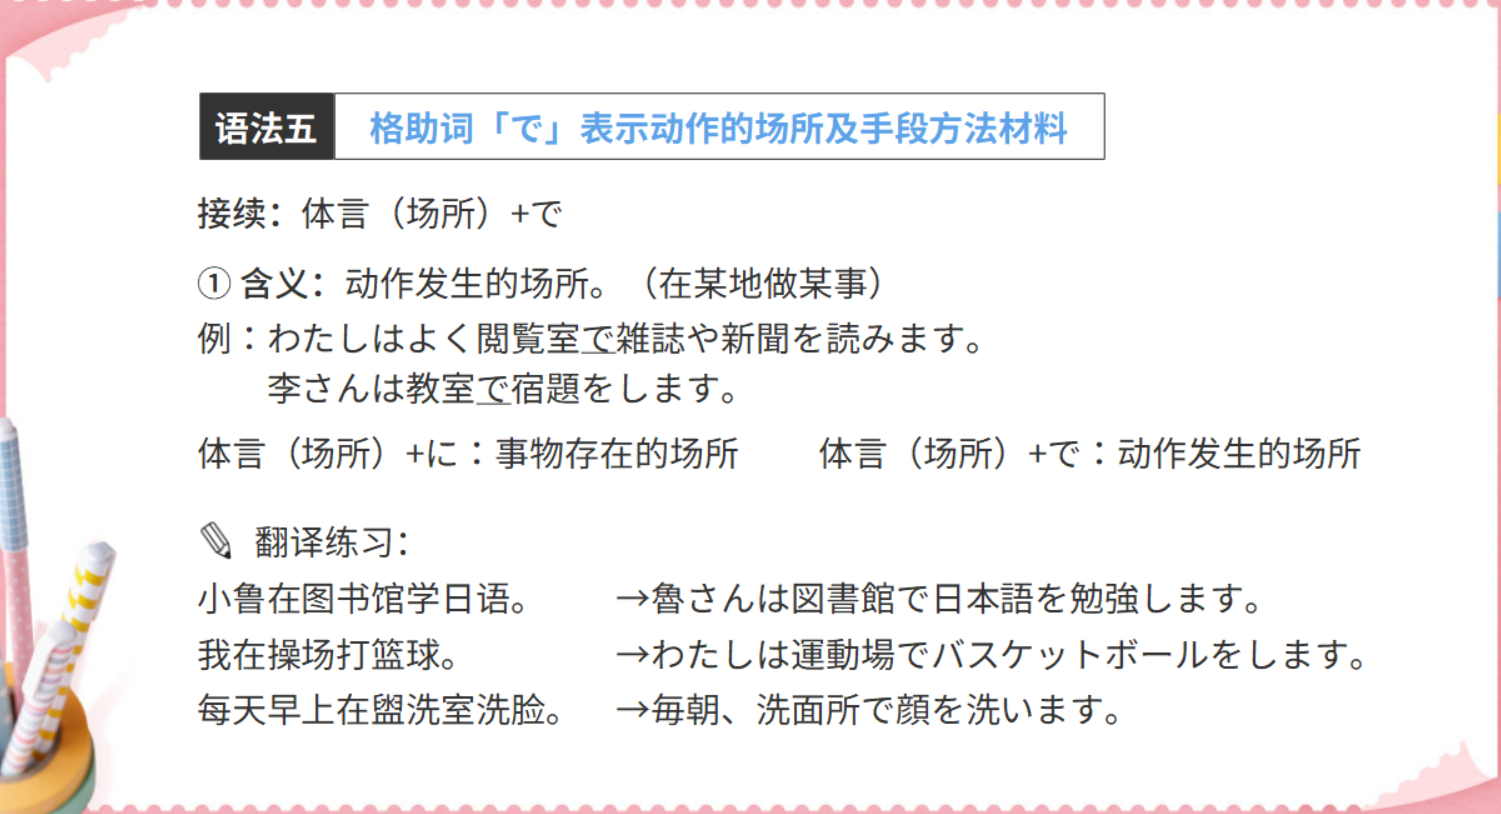 语法五 格助词「で」表示动作的场所及手段方法材料
接续：体言（场所）+で
① 含义：动作发生的场所。（在某地做某事）
例：わたしはよく閲覧室で雑誌や新聞を読みます。
李さんは教室で宿題をします。
体言（场所）+に：事物存在的场所 体言（场所）+で：动作发生的场所
翻译练习：
小鲁在图书馆学日语。 →魯さんは図書館で日本語を勉強します。
我在操场打篮球。 →わたしは運動場でバスケットボールをします。
每天早上在盥洗室洗脸。 →毎朝、洗面所で顔を洗います。